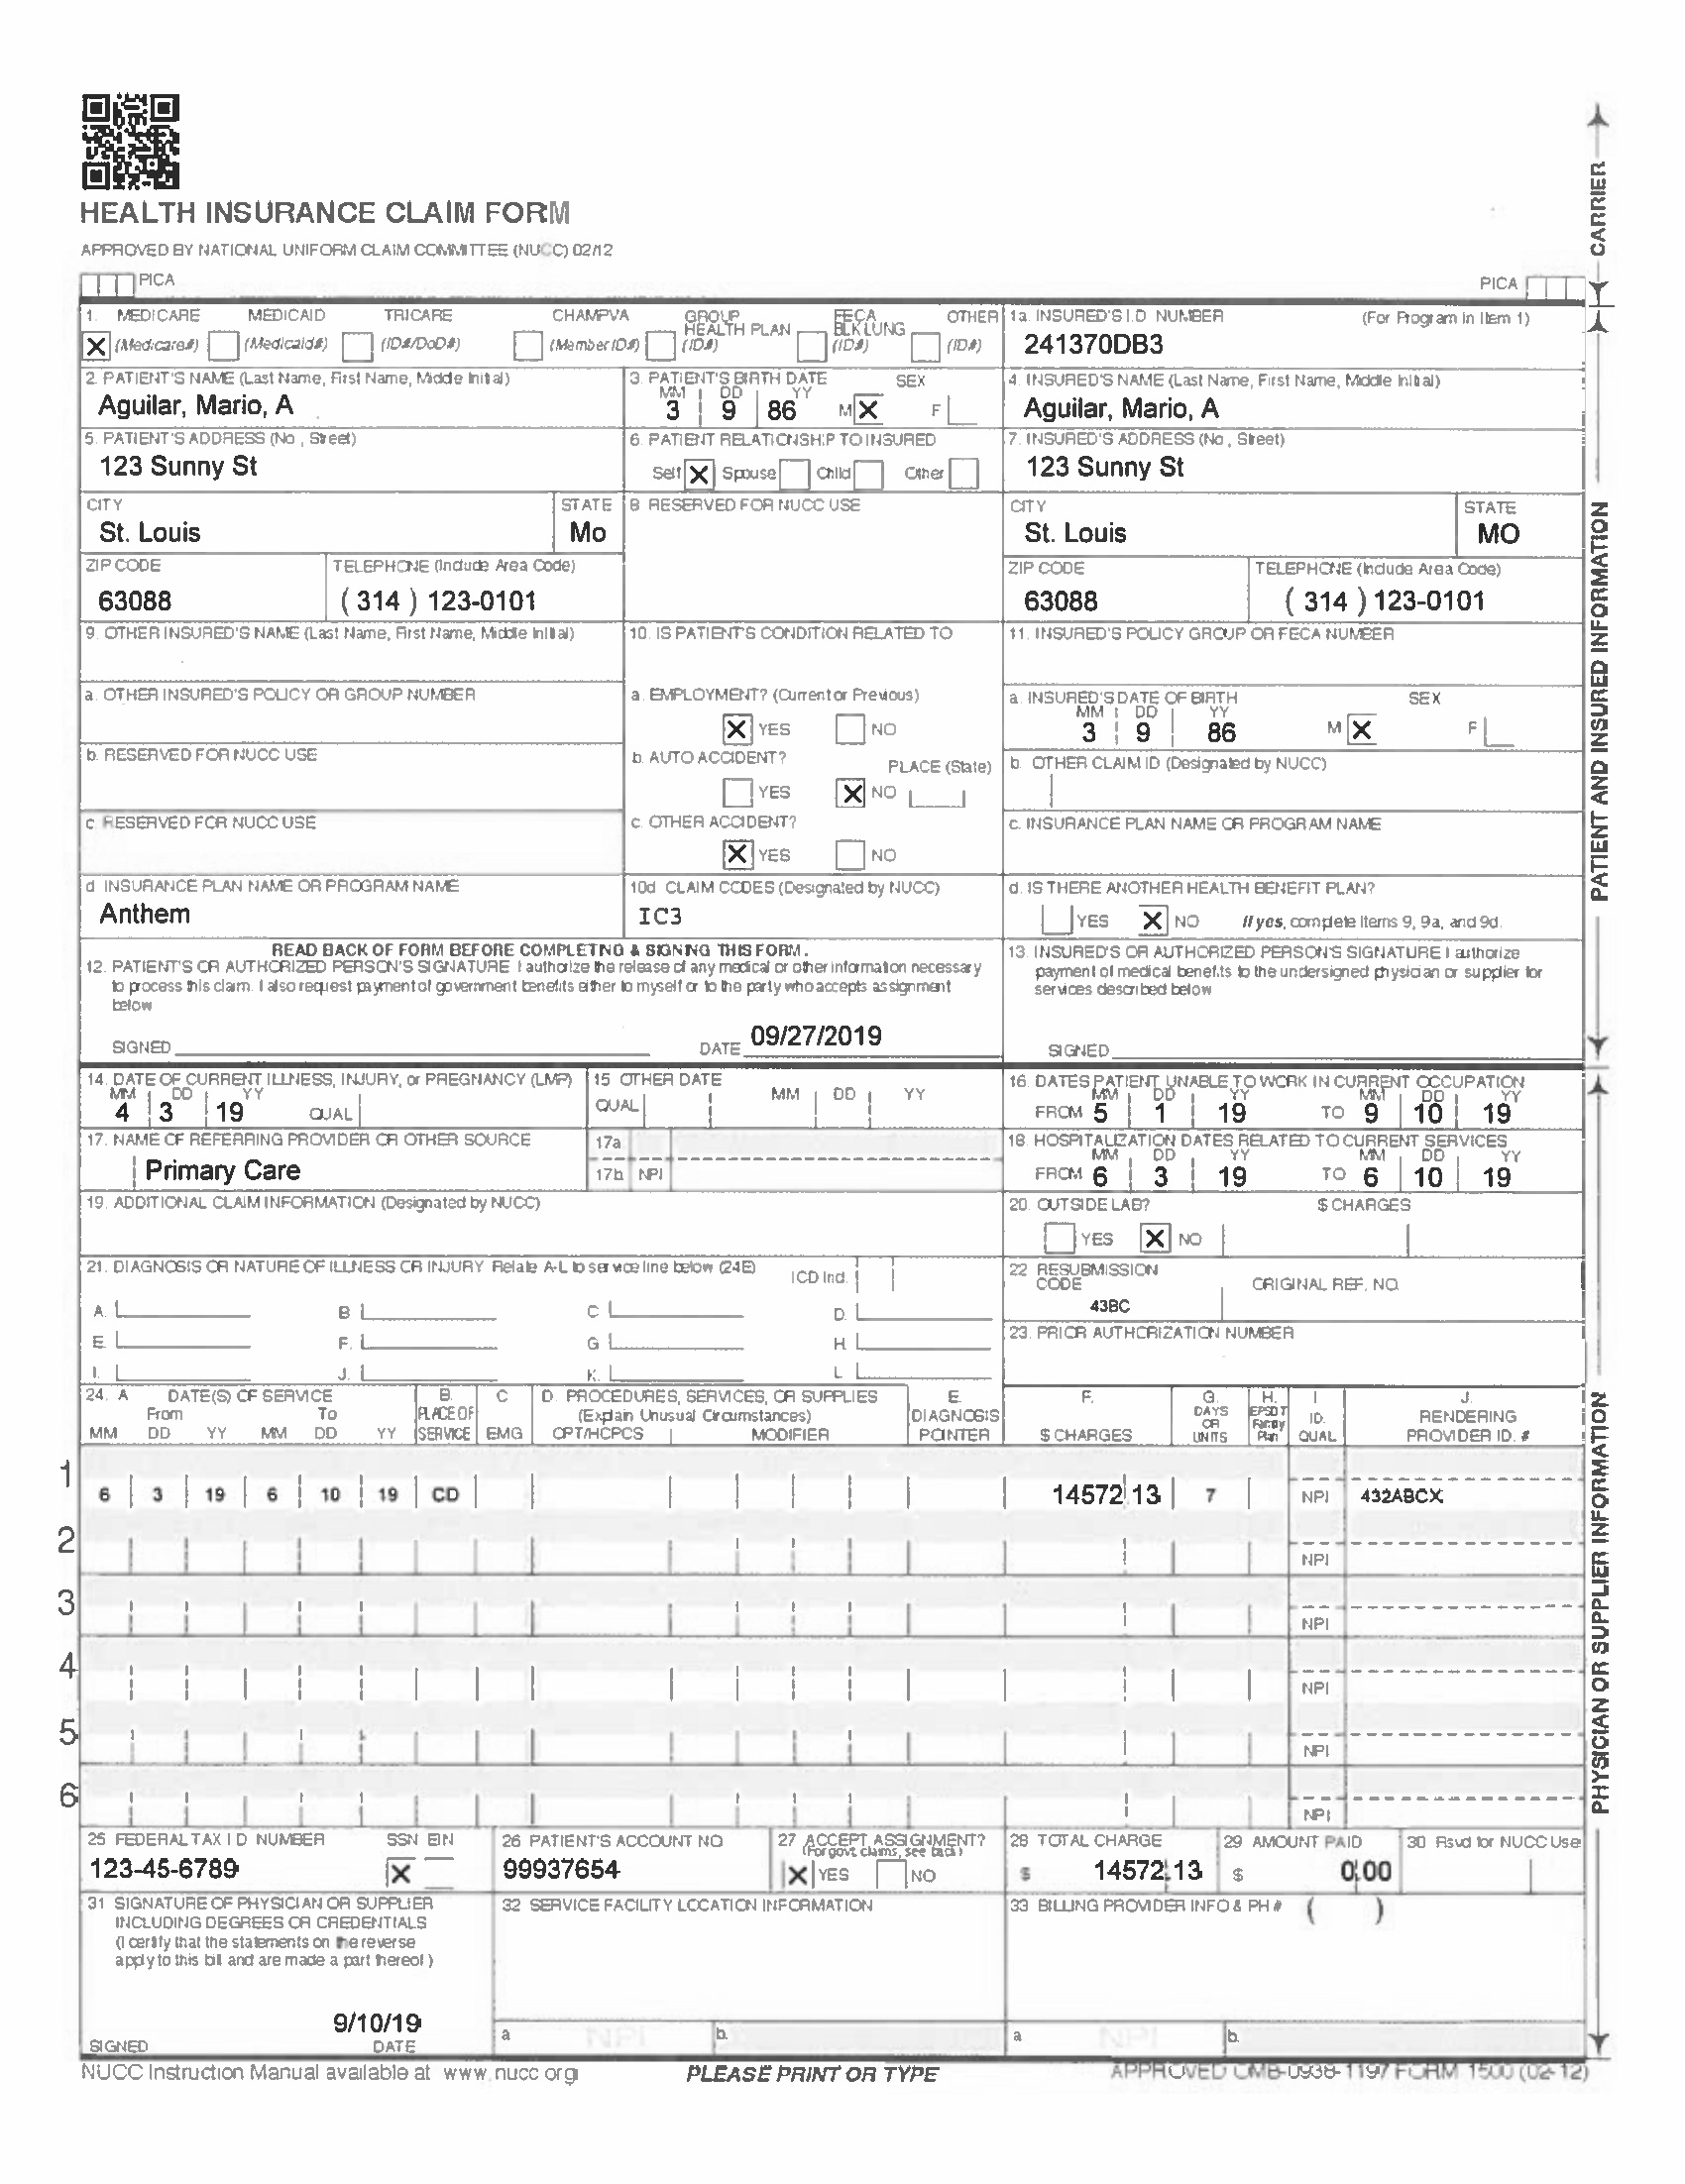 HEALTH INSURANCE CLAIM FORM
APPROVED BY NATIONAL UNIFORM CLAIM COMMITTEE (NUCC) 02/12
PICA
PICA
CARRIER
1. MEDICARE MEDICAID TRICARE CHAMPVA GROUP HEALTH PLAN FECA BLK LUNG OTHER
X (Medicare#) (Medicaid#) (ID#/DoD#) (Member ID#) (ID#) (ID#) (ID#)
1a. INSURED'S I.D NUMBER (For Program in Item 1)
241370DB3
2. PATIENT'S NAME (Last Name, First Name, Middle Initial)
Aguilar, Mario, A
3. PATIENT'S BIRTH DATE SEX
MM DD YY
3 9 86 M X F
4. INSURED'S NAME (Last Name, First Name, Middle Initial)
Aguilar, Mario, A
5. PATIENT'S ADDRESS (No, Street)
123 Sunny St
6. PATIENT RELATIONSHIP TO INSURED
Self X Spouse Child Other
7. INSURED'S ADDRESS (No, Street)
123 Sunny St
CITY STATE
St. Louis Mo
8 RESERVED FOR NUCC USE
CITY STATE
St. Louis MO
ZIP CODE TELEPHONE (Include Area Code)
63088 ( 314 ) 123-0101
ZIP CODE TELEPHONE (Include Area Code)
63088 ( 314 ) 123-0101
9. OTHER INSURED'S NAME (Last Name, First Name, Middle Initial)
10. IS PATIENT'S CONDITION RELATED TO
11. INSURED'S POLICY GROUP OR FECA NUMBER
a. OTHER INSURED'S POLICY OR GROUP NUMBER
a. EMPLOYMENT? (Current or Previous)
X YES NO
a. INSURED'S DATE OF BIRTH SEX
MM DD YY
3 9 86 M X F
b. RESERVED FOR NUCC USE
b. AUTO ACCIDENT? PLACE (State)
YES X NO
b. OTHER CLAIM ID (Designated by NUCC)
c. RESERVED FOR NUCC USE
c. OTHER ACCIDENT?
X YES NO
c. INSURANCE PLAN NAME OR PROGRAM NAME
d INSURANCE PLAN NAME OR PROGRAM NAME
Anthem
10d CLAIM CODES (Designated by NUCC)
IC3
d. IS THERE ANOTHER HEALTH BENEFIT PLAN?
YES X NO If yes, complete Items 9, 9a, and 9d.
READ BACK OF FORM BEFORE COMPLETING & SIGNING THIS FORM.
12. PATIENT'S OR AUTHORIZED PERSON'S SIGNATURE I authorize the release of any medical or other information necessary
to process this claim. I also request payment of government benefits either to myself or to the party who accepts assignment
below
SIGNED DATE 09/27/2019
13. INSURED'S OR AUTHORIZED PERSON'S SIGNATURE I authorize
payment of medical benefits to the undersigned physician or supplier for
services described below
SIGNED
PATIENT AND INSURED INFORMATION
14. DATE OF CURRENT ILLNESS, INJURY, or PREGNANCY (LMP)
MM DD YY
4 3 19 QUAL
15 OTHER DATE MM DD YY
QUAL
16. DATES PATIENT UNABLE TO WORK IN CURRENT OCCUPATION
MM DD YY MM DD YY
FROM 5 1 19 TO 9 10 19
17. NAME OF REFERRING PROVIDER OR OTHER SOURCE
Primary Care
17a
17b NPI
18. HOSPITALIZATION DATES RELATED TO CURRENT SERVICES
MM DD YY MM DD YY
FROM 6 3 19 TO 6 10 19
19. ADDITIONAL CLAIM INFORMATION (Designated by NUCC)
20. OUTSIDE LAB? $ CHARGES
YES X NO
21. DIAGNOSIS OR NATURE OF ILLNESS OR INJURY Relate A-L to service line below (24E) ICD Ind.
A. B C D.
E. F. G H.
I. J. K. L
22 RESUBMISSION CODE ORIGINAL REF. NO.
43BC
23. PRIOR AUTHORIZATION NUMBER
24. A DATE(S) OF SERVICE B. C D. PROCEDURES, SERVICES, OR SUPPLIES E. F. G. H. I J.
From To PLACE OF (Explain Unusual Circumstances) DIAGNOSIS DAYS OR UNITS EPSDT Family Plan ID. QUAL RENDERING
MM DD YY MM DD YY SERVICE EMG CPT/HCPCS MODIFIER POINTER $ CHARGES PROVIDER ID. #
1 6 3 19 6 10 19 CD 14572 13 7 NPI 432ABCX
2 NPI
3 NPI
4 NPI
5 NPI
6 NPI
25 FEDERAL TAX I D NUMBER SSN EIN
123-45-6789 X
26 PATIENT'S ACCOUNT NO
99937654
27 ACCEPT ASSIGNMENT?
(For govt. claims, see back)
X YES NO
28 TOTAL CHARGE
$ 14572 13
29 AMOUNT PAID
$ 0 00
30 Rsvd for NUCC Use
31 SIGNATURE OF PHYSICIAN OR SUPPLIER
INCLUDING DEGREES OR CREDENTIALS
(I certify that the statements on the reverse
apply to this bill and are made a part thereof)
9/10/19
SIGNED DATE
32 SERVICE FACILITY LOCATION INFORMATION
a NPI b.
33 BILLING PROVIDER INFO & PH # ( )
a NPI b.
PHYSICIAN OR SUPPLIER INFORMATION
NUCC Instruction Manual available at www.nucc org
PLEASE PRINT OR TYPE
APPROVED OMB-0938-1197 FORM 1500 (02-12)